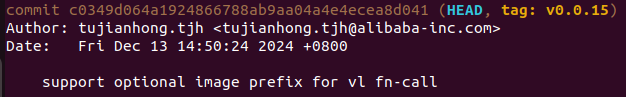 commit c0349d064a1924866788ab9aa04a4e4ecea8d041 (HEAD, tag: v0.0.15)
Author: tujianhong.tjh <tujianhong.tjh@alibaba-inc.com>
Date:   Fri Dec 13 14:50:24 2024 +0800
    support optional image prefix for vl fn-call